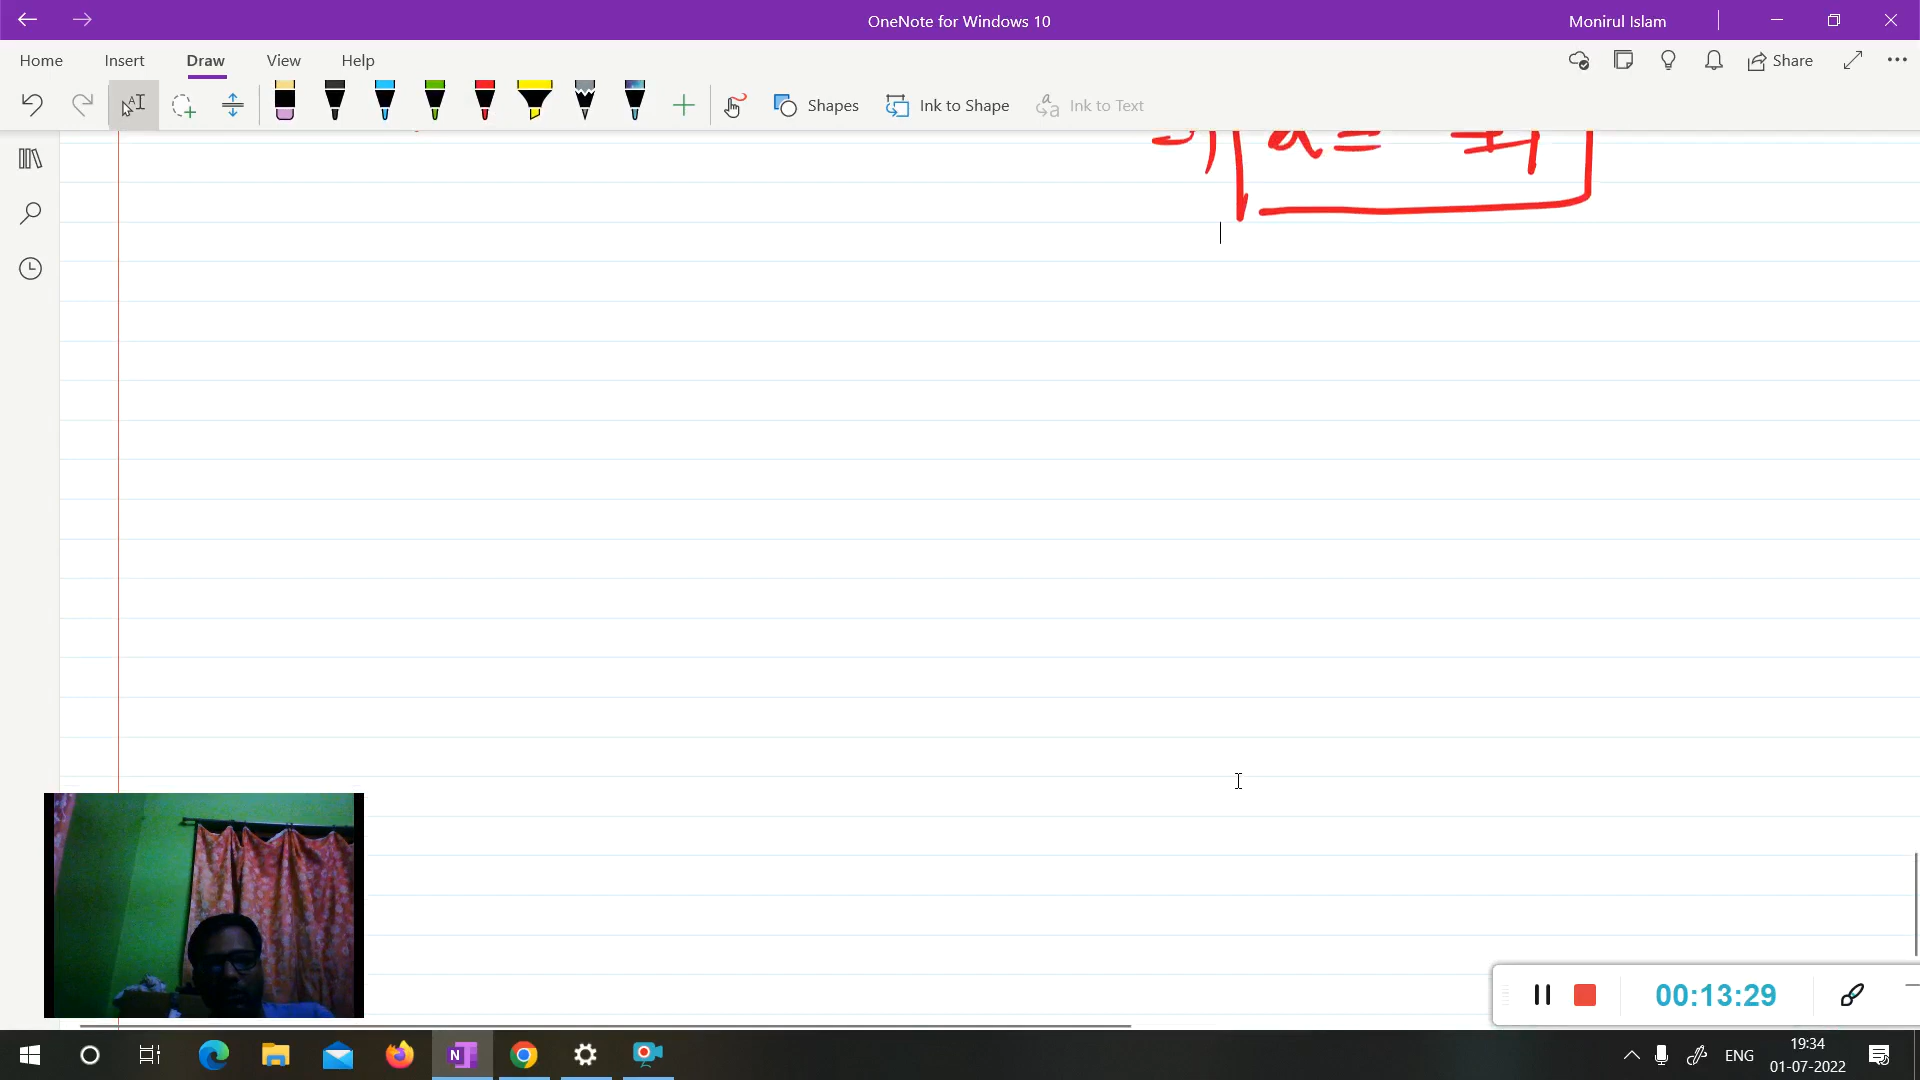 OneNote for Windows 10
Monirul Islam
Home Insert Draw View Help
Share
Shapes Ink to Shape Ink to Text
a =
00:13:29
ENG
19:34
01-07-2022